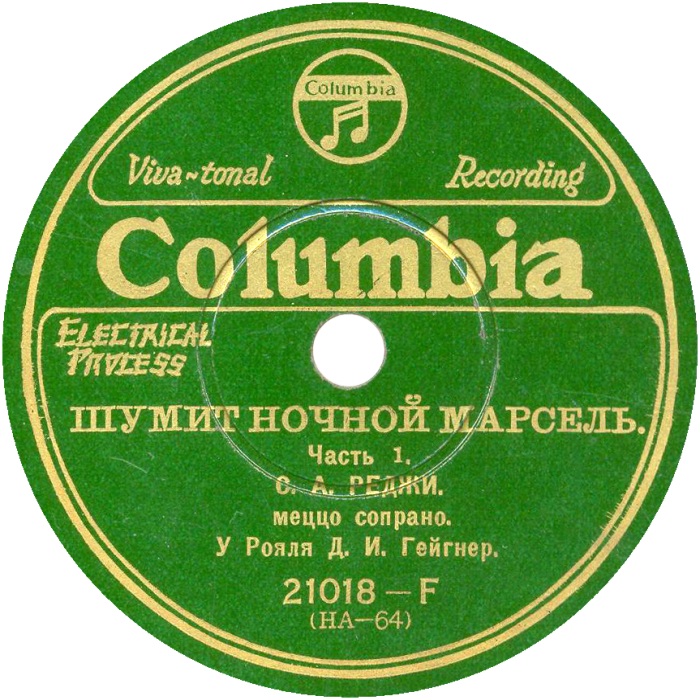 Columbia
Viva-tonal Recording
Columbia
ELECTRICAL
PROCESS
ШУМИТ НОЧНОЙ МАРСЕЛЬ.
Часть 1.
С. А. РЕДЖИ.
меццо сопрано.
У Рояля Д. И. Гейгнер.
21018-F
(HA-64)